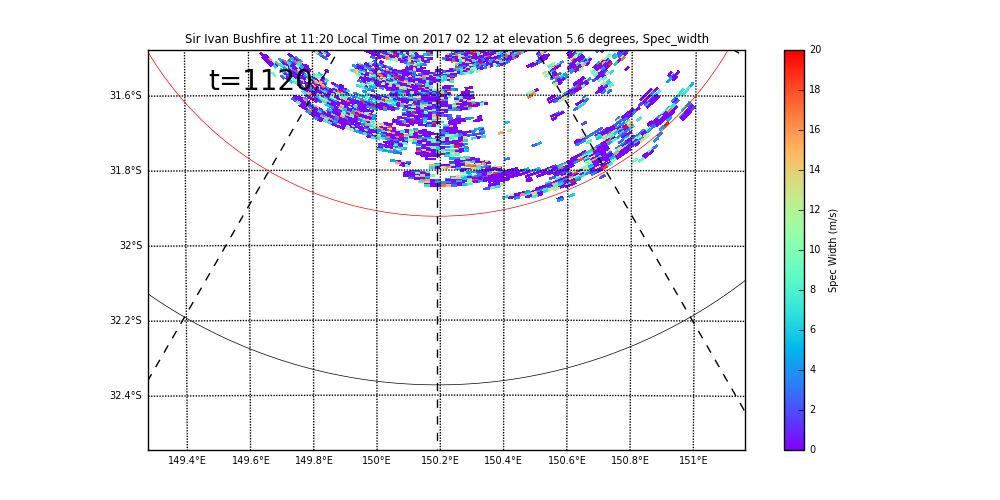 Sir Ivan Bushfire at 11:20 Local Time on 2017 02 12 at elevation 5.6 degrees, Spec_width
t=1120
31.6°S
31.8°S
32°S
32.2°S
32.4°S
149.4°E 149.6°E 149.8°E 150°E 150.2°E 150.4°E 150.6°E 150.8°E 151°E
20
18
16
14
12
10
8
6
4
2
0
Spec Width (m/s)